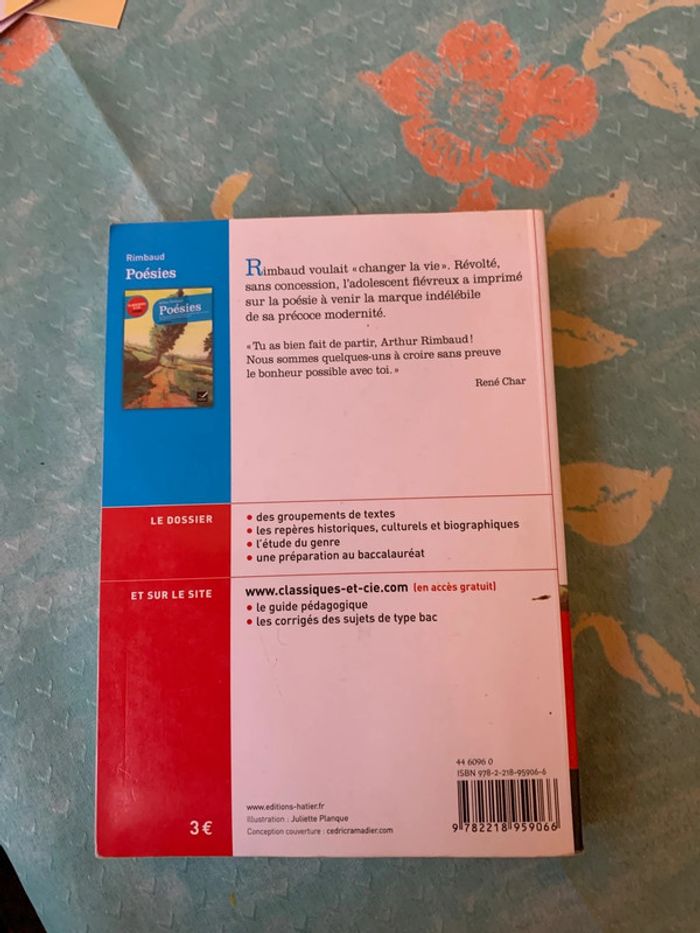 Rimbaud
Poésies
Poésies
Rimbaud voulait « changer la vie ». Révolté,
sans concession, l'adolescent fiévreux a imprimé
sur la poésie à venir la marque indélébile
de sa précoce modernité.
« Tu as bien fait de partir, Arthur Rimbaud !
Nous sommes quelques-uns à croire sans preuve
le bonheur possible avec toi. »
René Char
LE DOSSIER
• des groupements de textes
• les repères historiques, culturels et biographiques
• l'étude du genre
• une préparation au baccalauréat
ET SUR LE SITE
www.classiques-et-cie.com (en accès gratuit)
• le guide pédagogique
• les corrigés des sujets de type bac
44 6096 0
ISBN 978-2-218-95906-6
9 782218 959066
www.editions-hatier.fr
Illustration : Juliette Planque
Conception couverture : cedricramadier.com
3 €